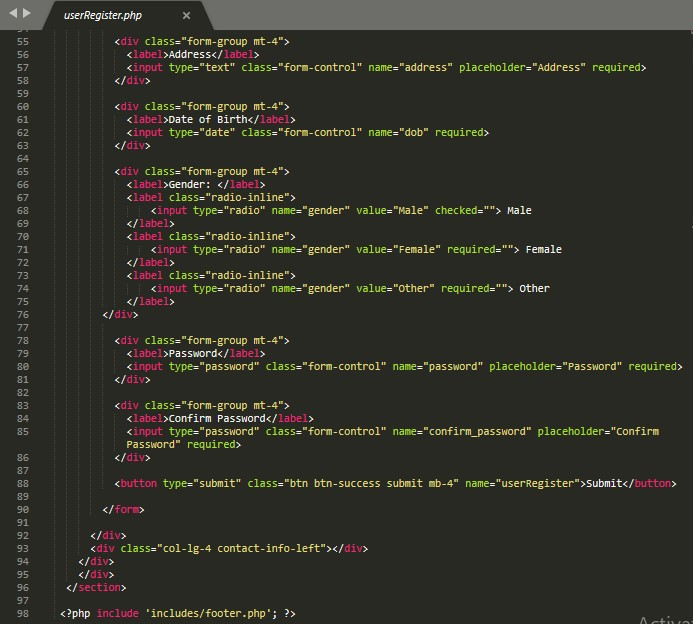 userRegister.php ×
55 <div class="form-group mt-4">
56 <label>Address</label>
57 <input type="text" class="form-control" name="address" placeholder="Address" required>
58 </div>
59
60 <div class="form-group mt-4">
61 <label>Date of Birth</label>
62 <input type="date" class="form-control" name="dob" required>
63 </div>
64
65 <div class="form-group mt-4">
66 <label>Gender: </label>
67 <label class="radio-inline">
68 <input type="radio" name="gender" value="Male" checked=""> Male
69 </label>
70 <label class="radio-inline">
71 <input type="radio" name="gender" value="Female" required=""> Female
72 </label>
73 <label class="radio-inline">
74 <input type="radio" name="gender" value="Other" required=""> Other
75 </label>
76 </div>
77
78 <div class="form-group mt-4">
79 <label>Password</label>
80 <input type="password" class="form-control" name="password" placeholder="Password" required>
81 </div>
82
83 <div class="form-group mt-4">
84 <label>Confirm Password</label>
85 <input type="password" class="form-control" name="confirm_password" placeholder="Confirm
Password" required>
86 </div>
87
88 <button type="submit" class="btn btn-success submit mb-4" name="userRegister">Submit</button>
89
90 </form>
91
92 </div>
93 <div class="col-lg-4 contact-info-left"></div>
94 </div>
95 </div>
96 </section>
97
98 <?php include 'includes/footer.php'; ?>